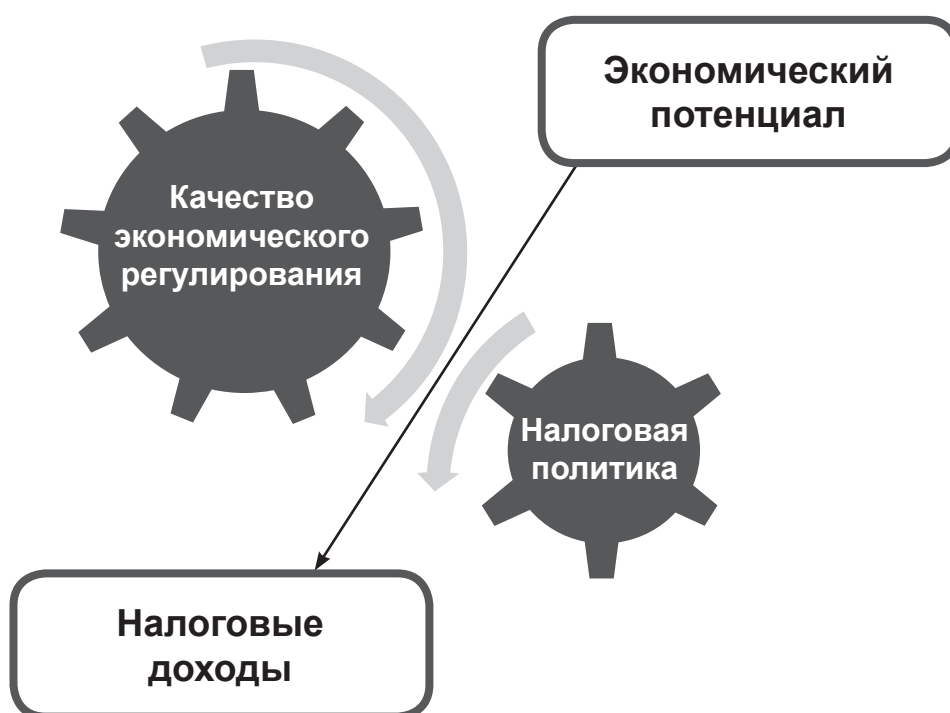 Экономический
потенциал
Качество
экономического
регулирования
Налоговая
политика
Налоговые
доходы